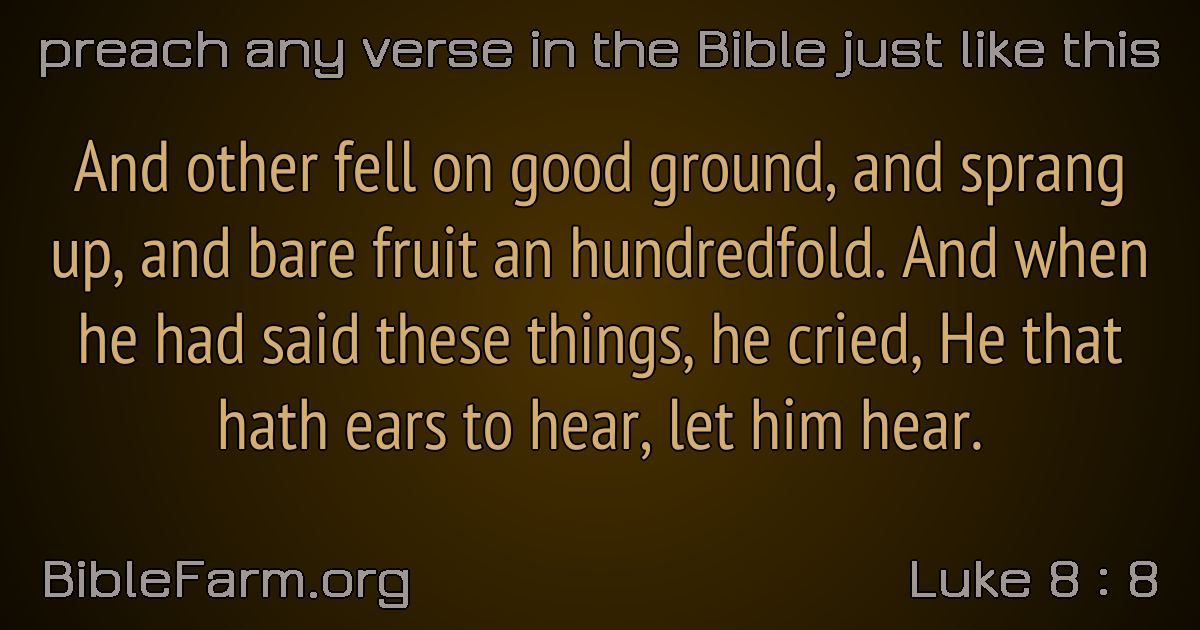 preach any verse in the Bible just like this
And other fell on good ground, and sprang
up, and bare fruit an hundredfold. And when
he had said these things, he cried, He that
hath ears to hear, let him hear.
BibleFarm.org
Luke 8 : 8